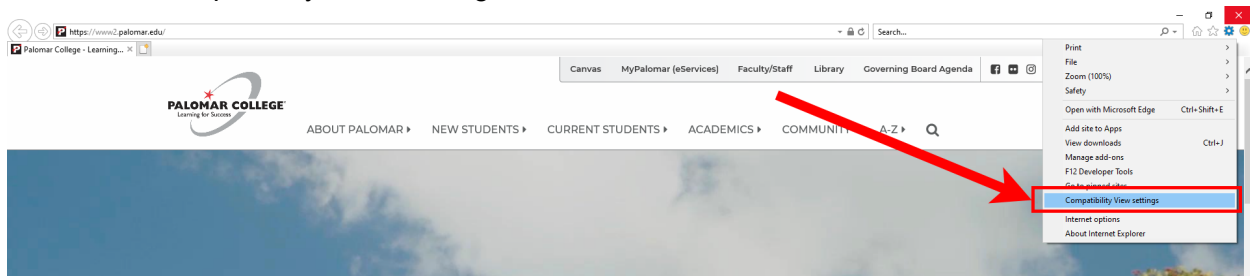 https://www2.palomar.edu/
Search...
Palomar College - Learning...
Canvas MyPalomar (eServices) Faculty/Staff Library Governing Board Agenda
PALOMAR COLLEGE
Learning for Success
ABOUT PALOMAR NEW STUDENTS CURRENT STUDENTS ACADEMICS COMMUNITY A-Z
Print
File
Zoom (100%)
Safety
Open with Microsoft Edge Ctrl+Shift+E
Add site to Apps
View downloads Ctrl+J
Manage add-ons
F12 Developer Tools
Go to pinned sites
Compatibility View settings
Internet options
About Internet Explorer